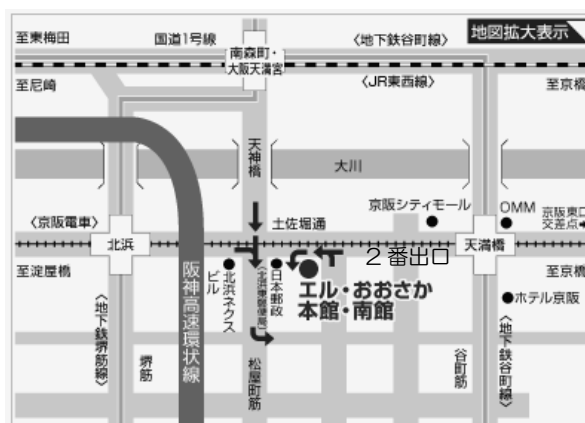 地図拡大表示
至東梅田
国道1号線
南森町・
大阪天満宮
〈地下鉄谷町線〉
至尼崎
〈JR東西線〉
至京橋
天神橋
大川
京阪シティモール
OMM
京阪東口
交差点
〈京阪電車〉
北浜
土佐堀通
天満橋
2番出口
至淀屋橋
阪神高速環状線
北浜ネクス
ビル
日本郵政
〈北浜東郵便局〉
エル・おおさか
本館・南館
至京橋
ホテル京阪
〈地下鉄堺筋線〉
堺筋
松屋町筋
谷町筋
〈地下鉄谷町線〉